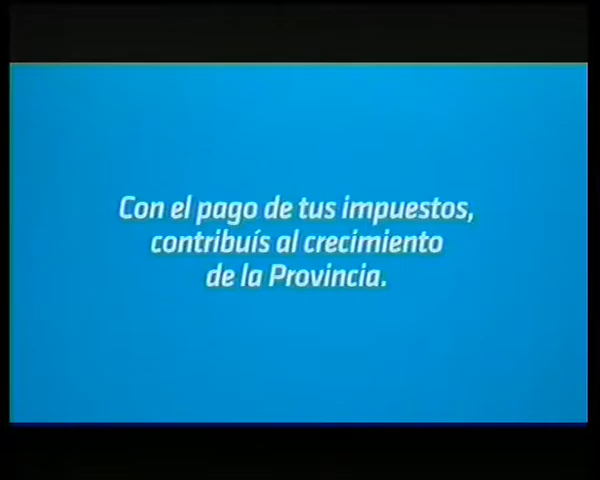 Con el pago de tus impuestos,
contribuís al crecimiento
de la Provincia.